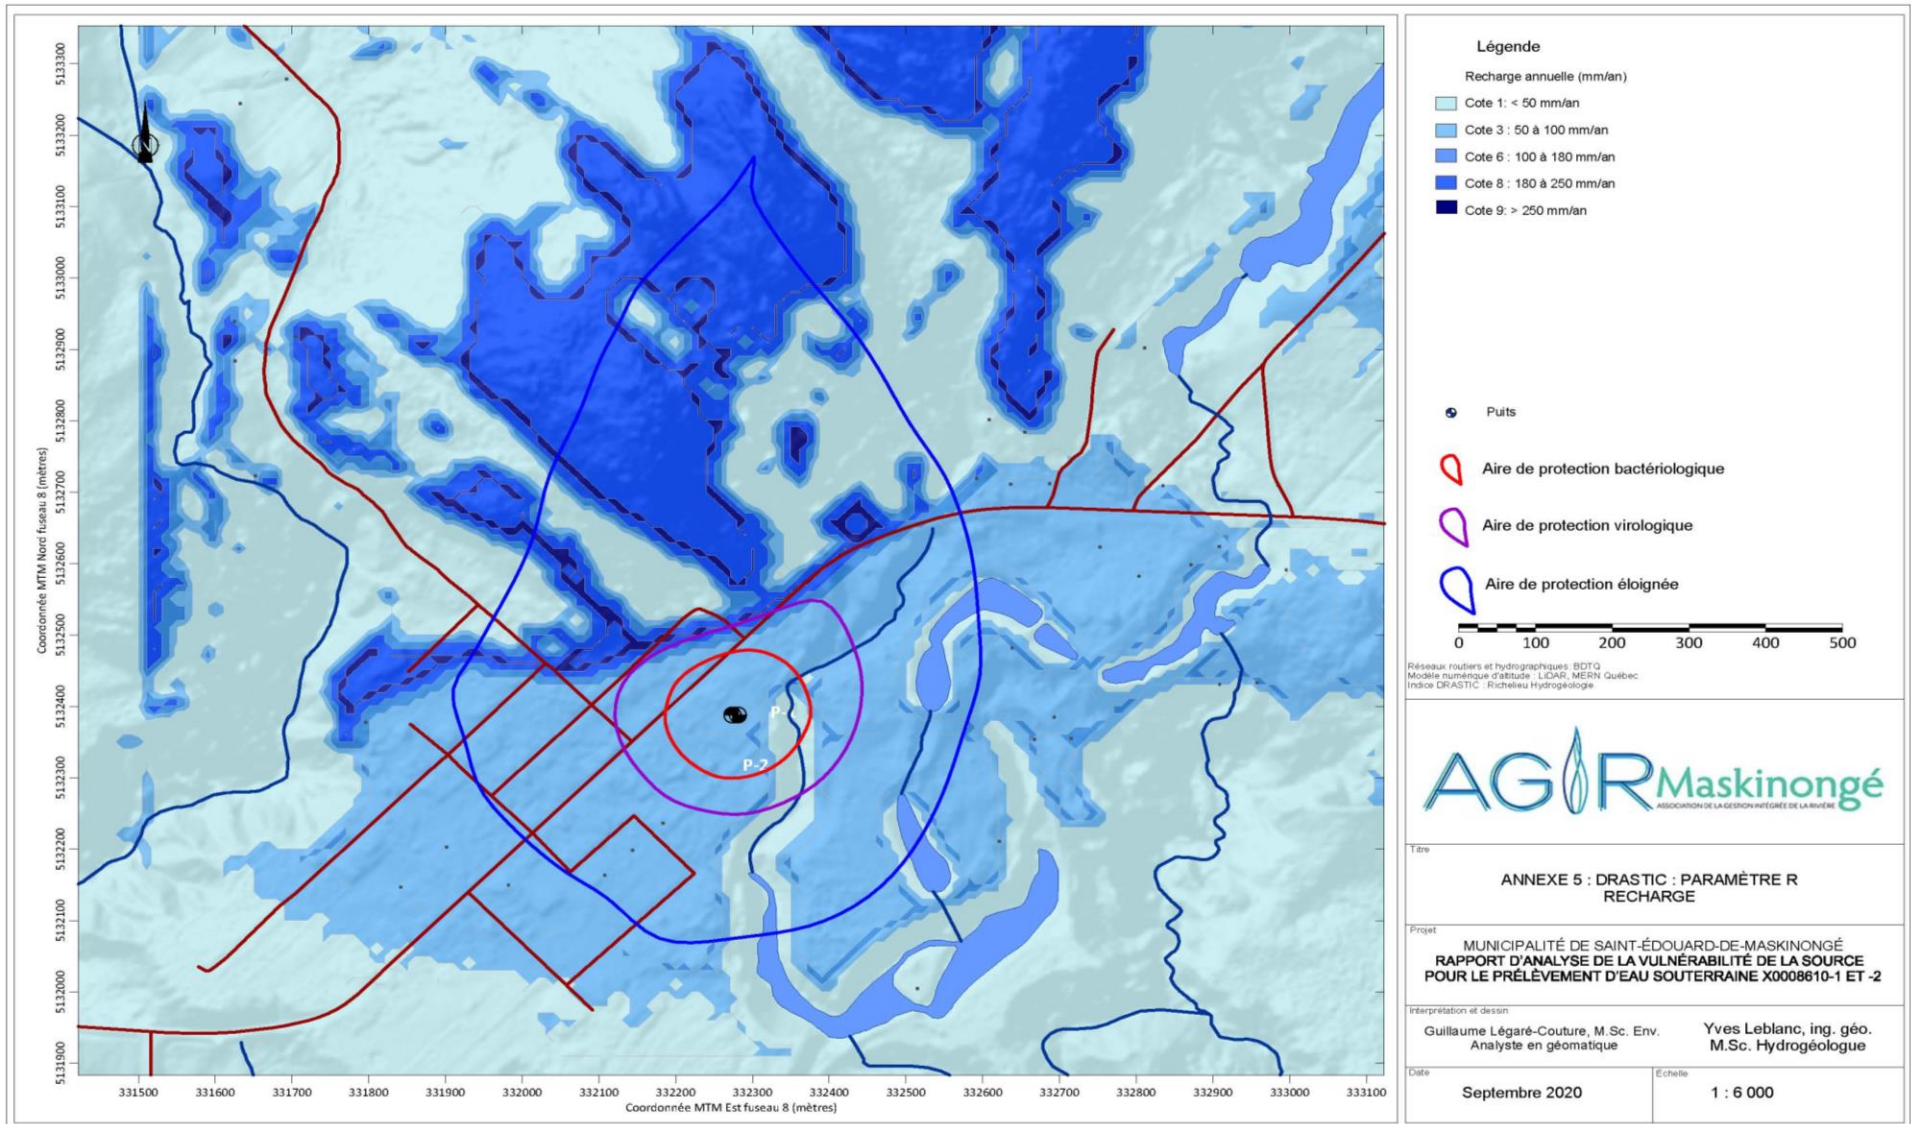 5133300
5133200
5133100
5133000
5132900
5132800
5132700
5132600
5132500
5132400
5132300
5132200
5132100
5132000
5131900
Coordonnée MTM Nord fuseau 8 (mètres)
N
P-
P-2
331500
331600
331700
331800
331900
332000
332100
332200
332300
332400
332500
332600
332700
332800
332900
333000
333100
Coordonnée MTM Est fuseau 8 (mètres)
Légende
Recharge annuelle (mm/an)
Cote 1: < 50 mm/an
Cote 3 : 50 à 100 mm/an
Cote 6 : 100 à 180 mm/an
Cote 8 : 180 à 250 mm/an
Cote 9: > 250 mm/an
Puits
Aire de protection bactériologique
Aire de protection virologique
Aire de protection éloignée
0 100 200 300 400 500
Réseaux routiers et hydrographiques: BDTQ
Modèle numérique d'altitude : LiDAR, MERN Québec
Indice DRASTIC : Richelieu Hydrogéologie
AGIR Maskinongé
ASSOCIATION DE LA GESTION INTÉGRÉE DE LA RIVIÈRE
Titre
ANNEXE 5 : DRASTIC : PARAMÈTRE R
RECHARGE
Projet
MUNICIPALITÉ DE SAINT-ÉDOUARD-DE-MASKINONGÉ
RAPPORT D'ANALYSE DE LA VULNÉRABILITÉ DE LA SOURCE
POUR LE PRÉLÈVEMENT D'EAU SOUTERRAINE X0008610-1 ET -2
Interprétation et dessin
Guillaume Légaré-Couture, M.Sc. Env.
Analyste en géomatique
Yves Leblanc, ing. géo.
M.Sc. Hydrogéologue
Date
Septembre 2020
Échelle
1 : 6 000